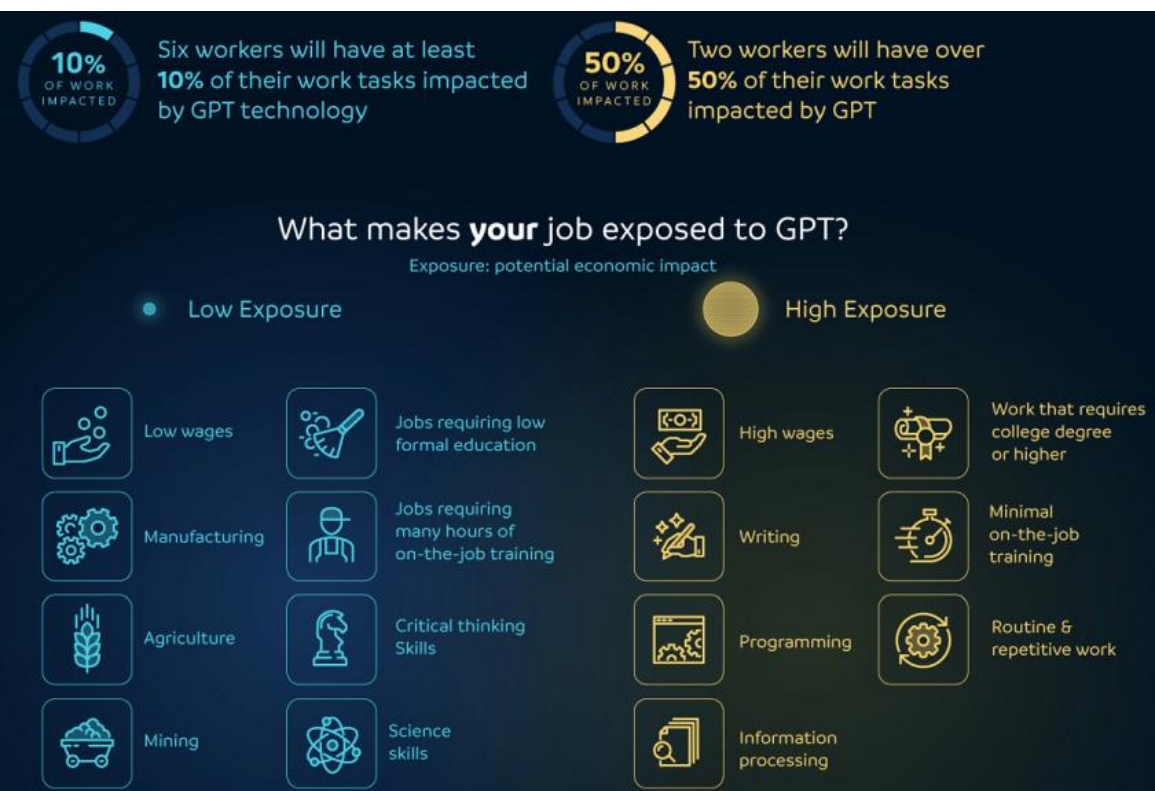 10%
OF WORK
IMPACTED
Six workers will have at least
10% of their work tasks impacted
by GPT technology
50%
OF WORK
IMPACTED
Two workers will have over
50% of their work tasks
impacted by GPT
What makes your job exposed to GPT?
Exposure: potential economic impact
Low Exposure
Low wages
Manufacturing
Agriculture
Mining
Jobs requiring low
formal education
Jobs requiring
many hours of
on-the-job training
Critical thinking
Skills
Science
skills
High Exposure
High wages
Writing
Programming
Information
processing
Work that requires
college degree
or higher
Minimal
on-the-job
training
Routine &
repetitive work